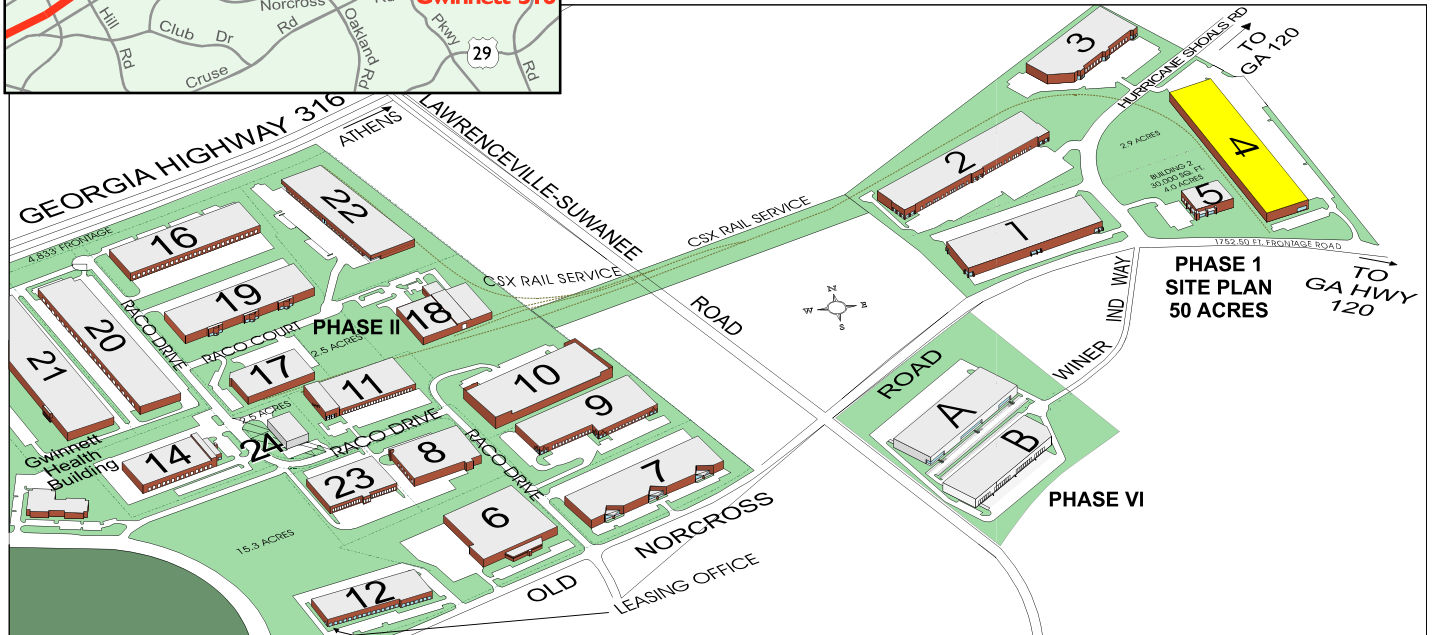 Gwinnett 316
Norcross
Rd
Hill
Rd
Club Dr
Rd
Cruse
Oakland Rd
Pkwy
29
Rd
GEORGIA HIGHWAY 316
ATHENS
LAWRENCEVILLE-SUWANEE
ROAD
CSX RAIL SERVICE
CSX RAIL SERVICE
HURRICANE SHOALS RD
TO
GA 120
3
2
1
4
5
2.9 ACRES
BUILDING 2
30,000 SQ. FT.
4.0 ACRES
1752.50 FT. FRONTAGE ROAD
PHASE 1
SITE PLAN
50 ACRES
TO
GA HWY
120
N
W E
S
4,833' FRONTAGE
22
16
19
20
21
RACO DRIVE
RACO COURT
PHASE II
2.5 ACRES
18
17
11
10
9
2.5 ACRES
24
RACO-DRIVE
RACO DRIVE
Gwinnett
Health
Building
14
23
8
7
6
15.3 ACRES
12
OLD
NORCROSS
ROAD
LEASING OFFICE
WINER
IND WAY
A
B
PHASE VI